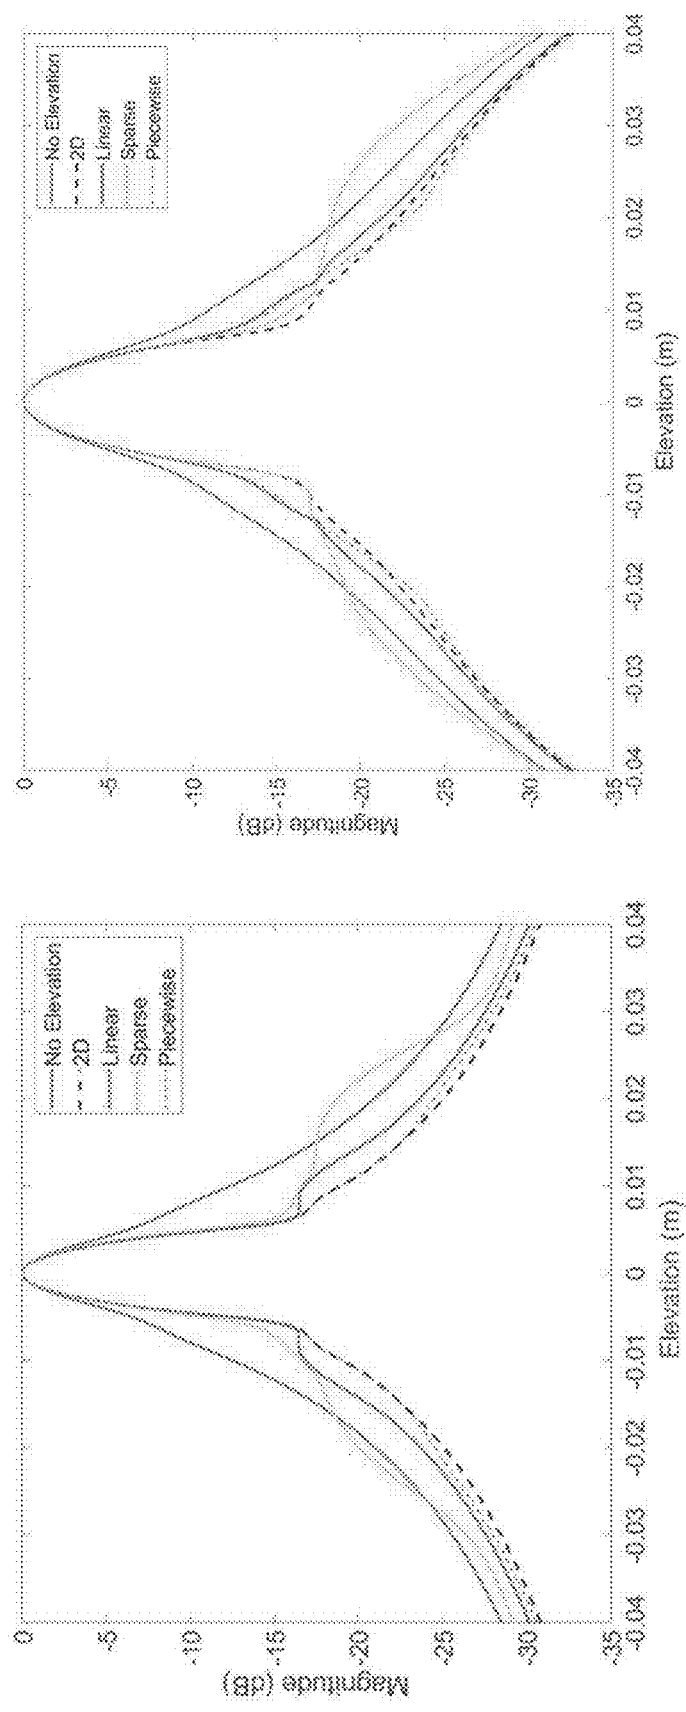 0
-5
-10
-15
-20
-25
-30
-35
Magnitude (dB)
-0.04
-0.03
-0.02
-0.01
0
0.01
0.02
0.03
0.04
Elevation (m)
No Elevation
2D
Linear
Sparse
Piecewise
0
-5
-10
-15
-20
-25
-30
-35
Magnitude (dB)
-0.04
-0.03
-0.02
-0.01
0
0.01
0.02
0.03
0.04
Elevation (m)
No Elevation
2D
Linear
Sparse
Piecewise